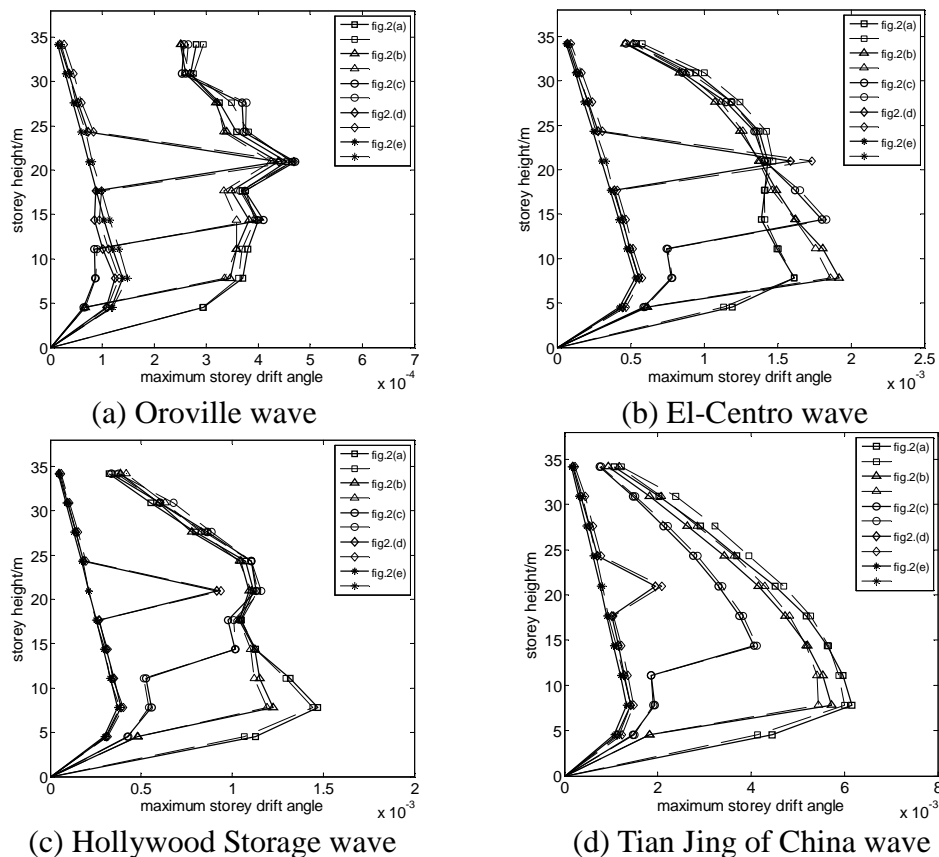 fig.2(a)
fig.2(b)
fig.2(c)
fig2.(d)
fig.2(e)
35
30
25
20
15
10
5
0
storey height/m
0 1 2 3 4 5 6 7
maximum storey drift angle
x 10⁻⁴
(a) Oroville wave
fig.2(a)
fig.2(b)
fig.2(c)
fig2.(d)
fig.2(e)
35
30
25
20
15
10
5
0
storey height/m
0 0.5 1 1.5 2 2.5
maximum storey drift angle
x 10⁻³
(b) El-Centro wave
fig.2(a)
fig.2(b)
fig.2(c)
fig2.(d)
fig.2(e)
35
30
25
20
15
10
5
0
storey height/m
0 0.5 1 1.5 2
maximum storey drift angle
x 10⁻³
(c) Hollywood Storage wave
fig.2(a)
fig.2(b)
fig.2(c)
fig2.(d)
fig.2(e)
35
30
25
20
15
10
5
0
storey height/m
0 2 4 6 8
maximum storey drift angle
x 10⁻³
(d) Tian Jing of China wave